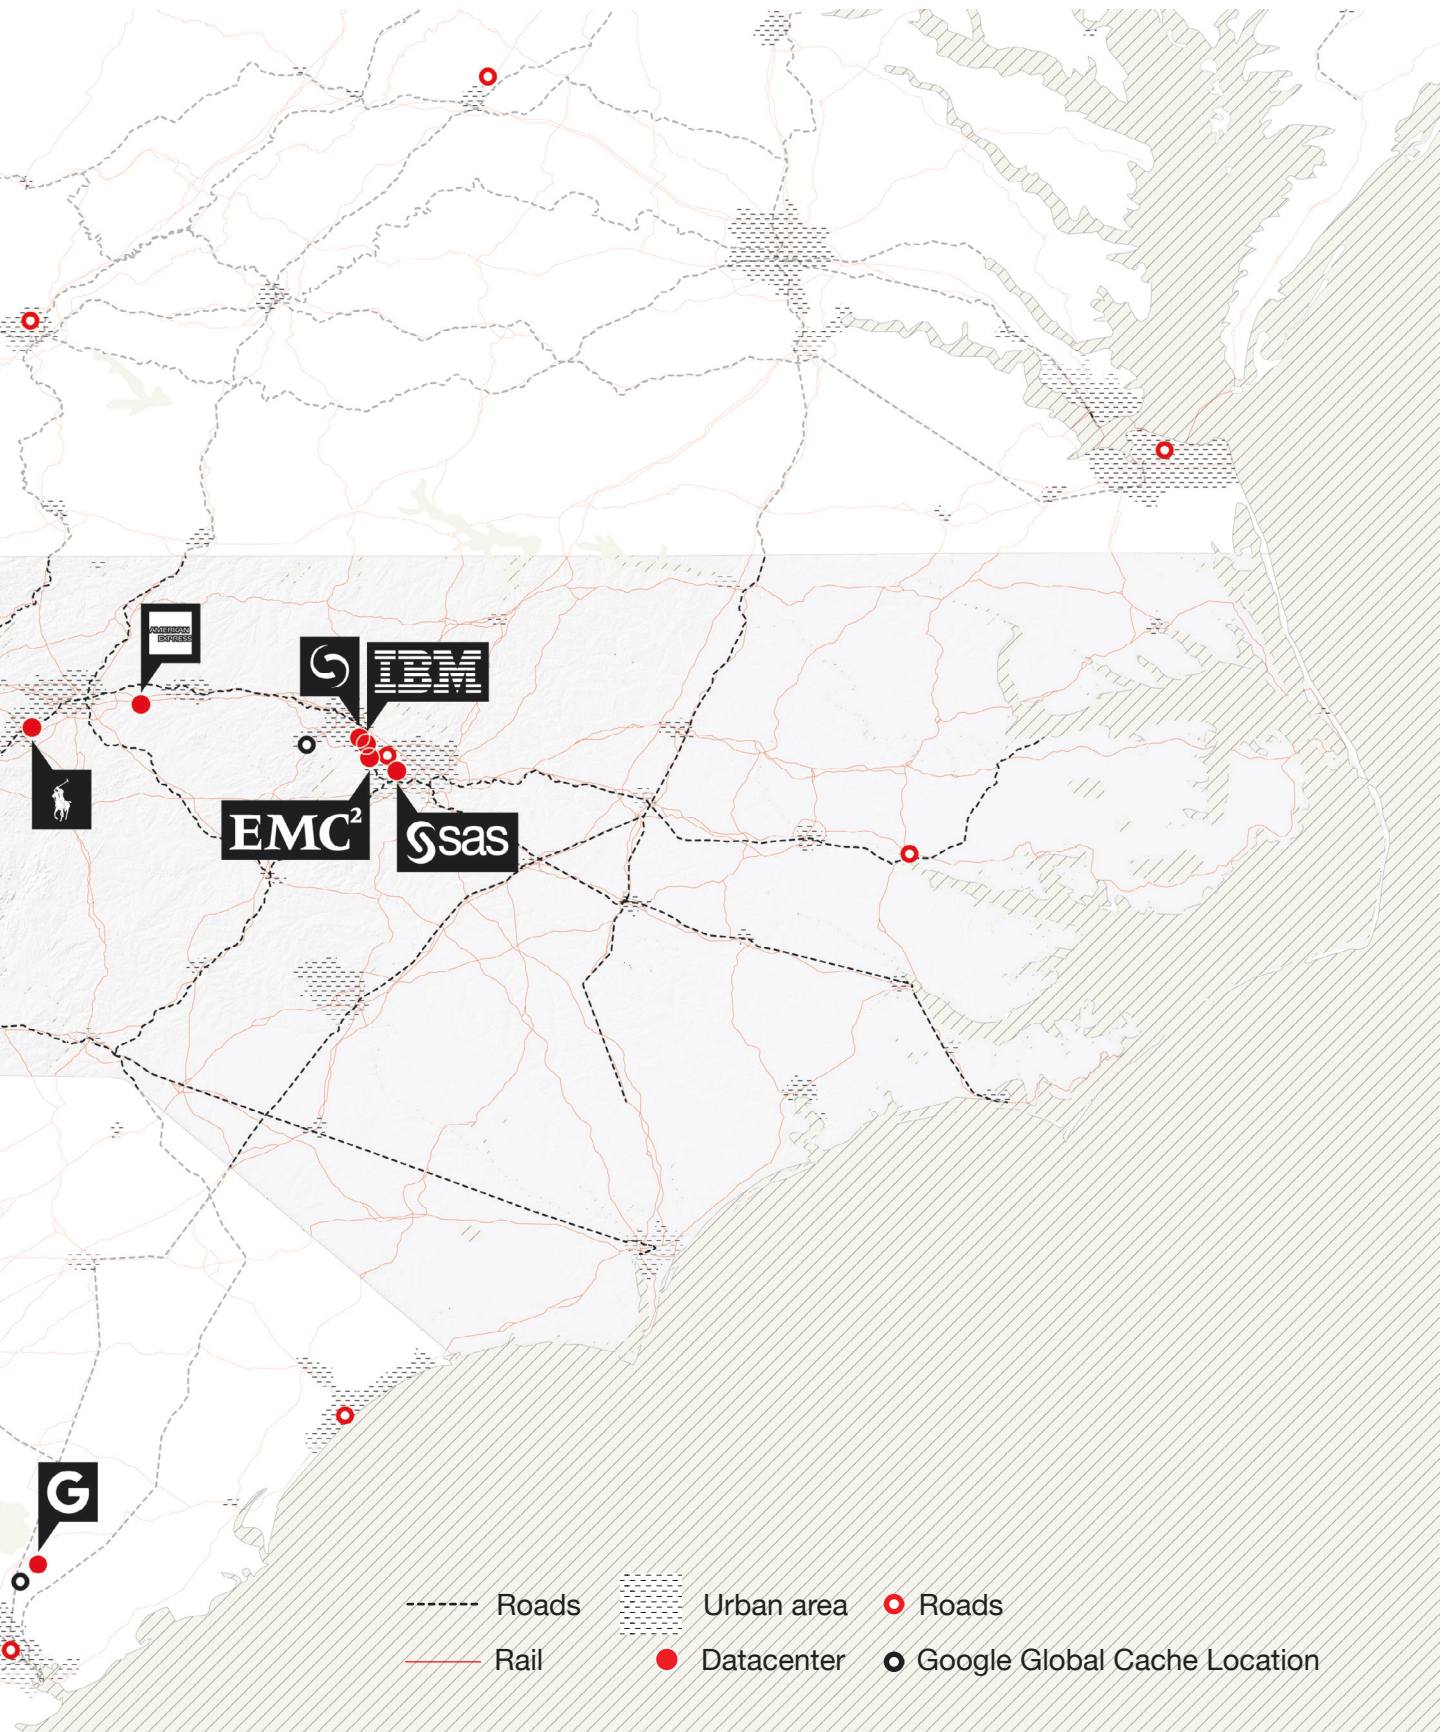 AMERICAN
EXPRESS
IBM
EMC²
sas
G
Roads
Urban area
Roads
Rail
Datacenter
Google Global Cache Location